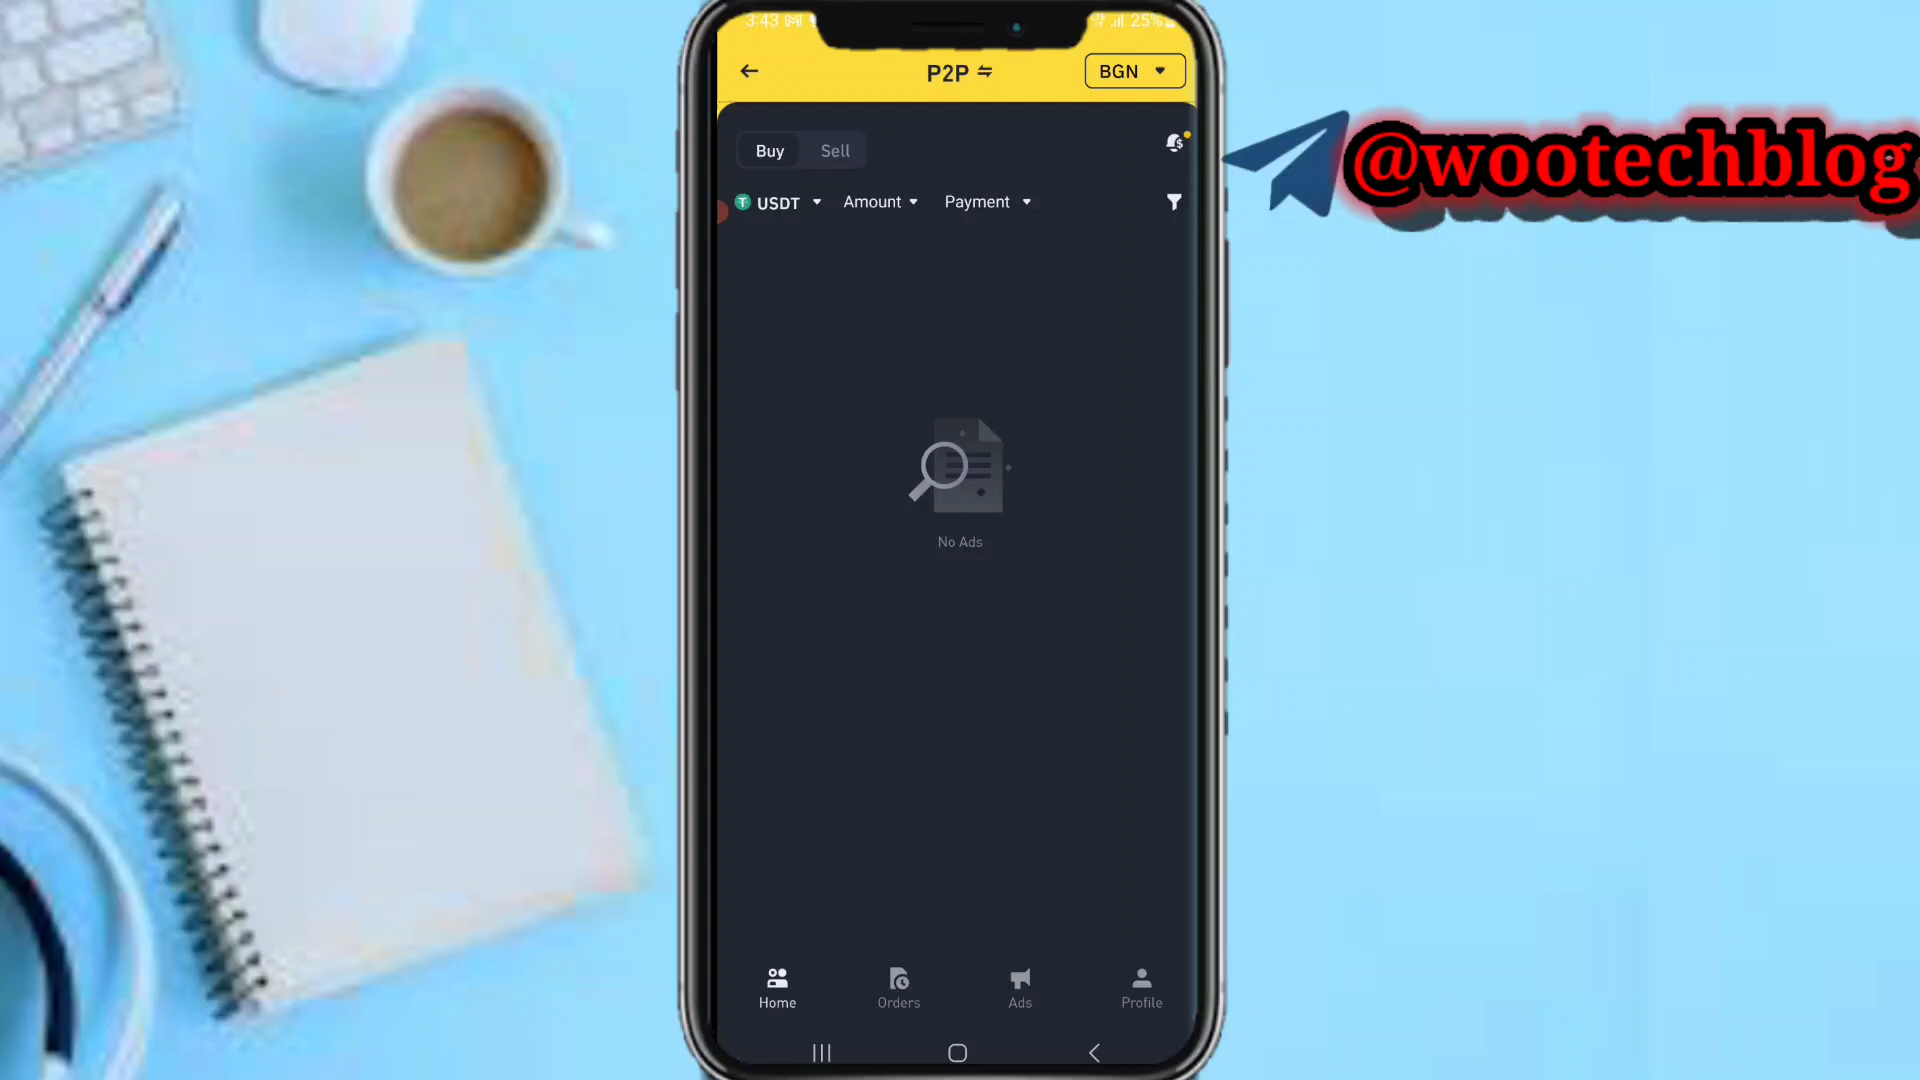 3:43
25%
P2P
BGN
Buy Sell
USDT Amount Payment
No Ads
Home Orders Ads Profile
@wootechblog